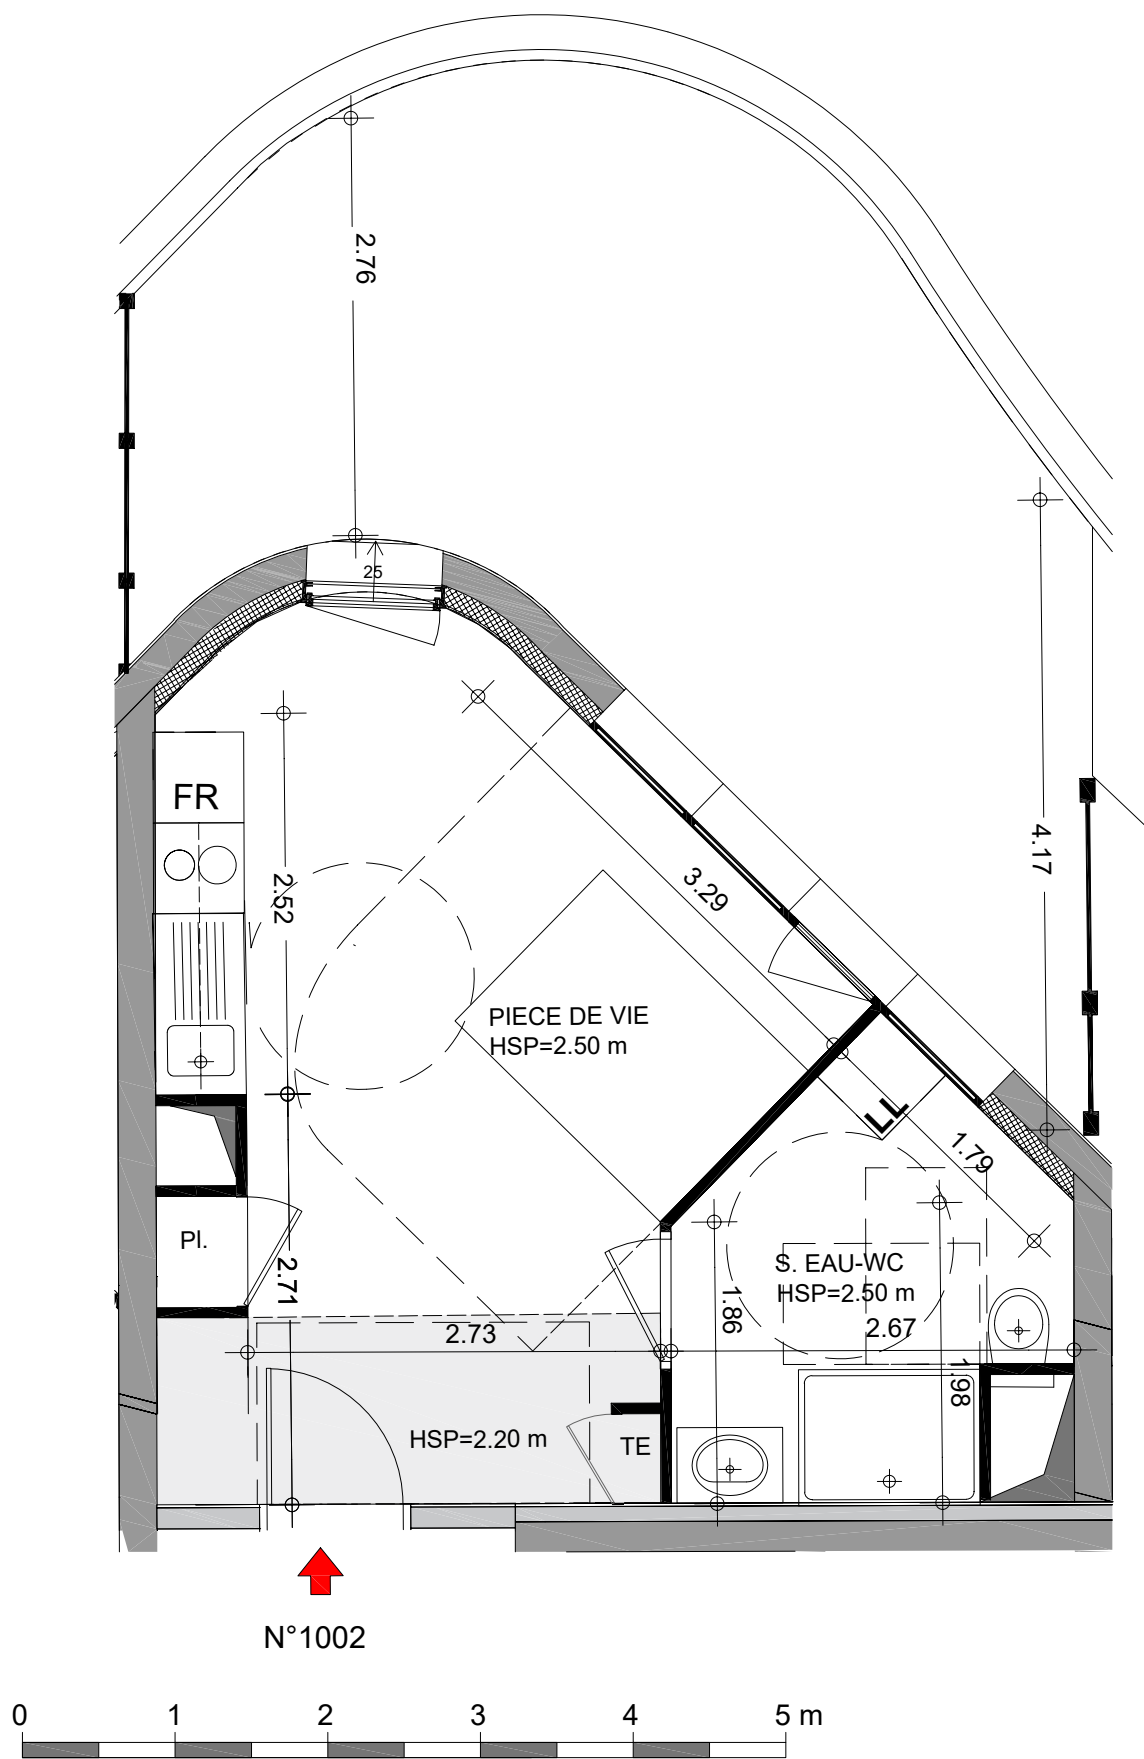 2.76
25
FR
2.52
3.29
4.17
PIECE DE VIE
HSP=2.50 m
LL
1.79
Pl.
2.71
1.86
S. EAU-WC
HSP=2.50 m
2.73
2.67
1.98
HSP=2.20 m
TE
N°1002
0 1 2 3 4 5 m